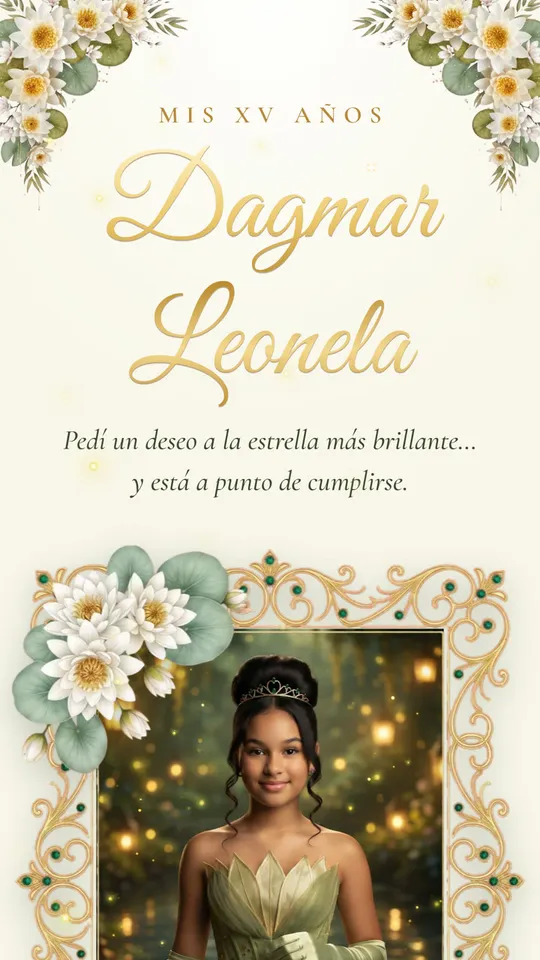 MIS XV AÑOS
Dagmar
Leonela
Pedí un deseo a la estrella más brillante...
y está a punto de cumplirse.